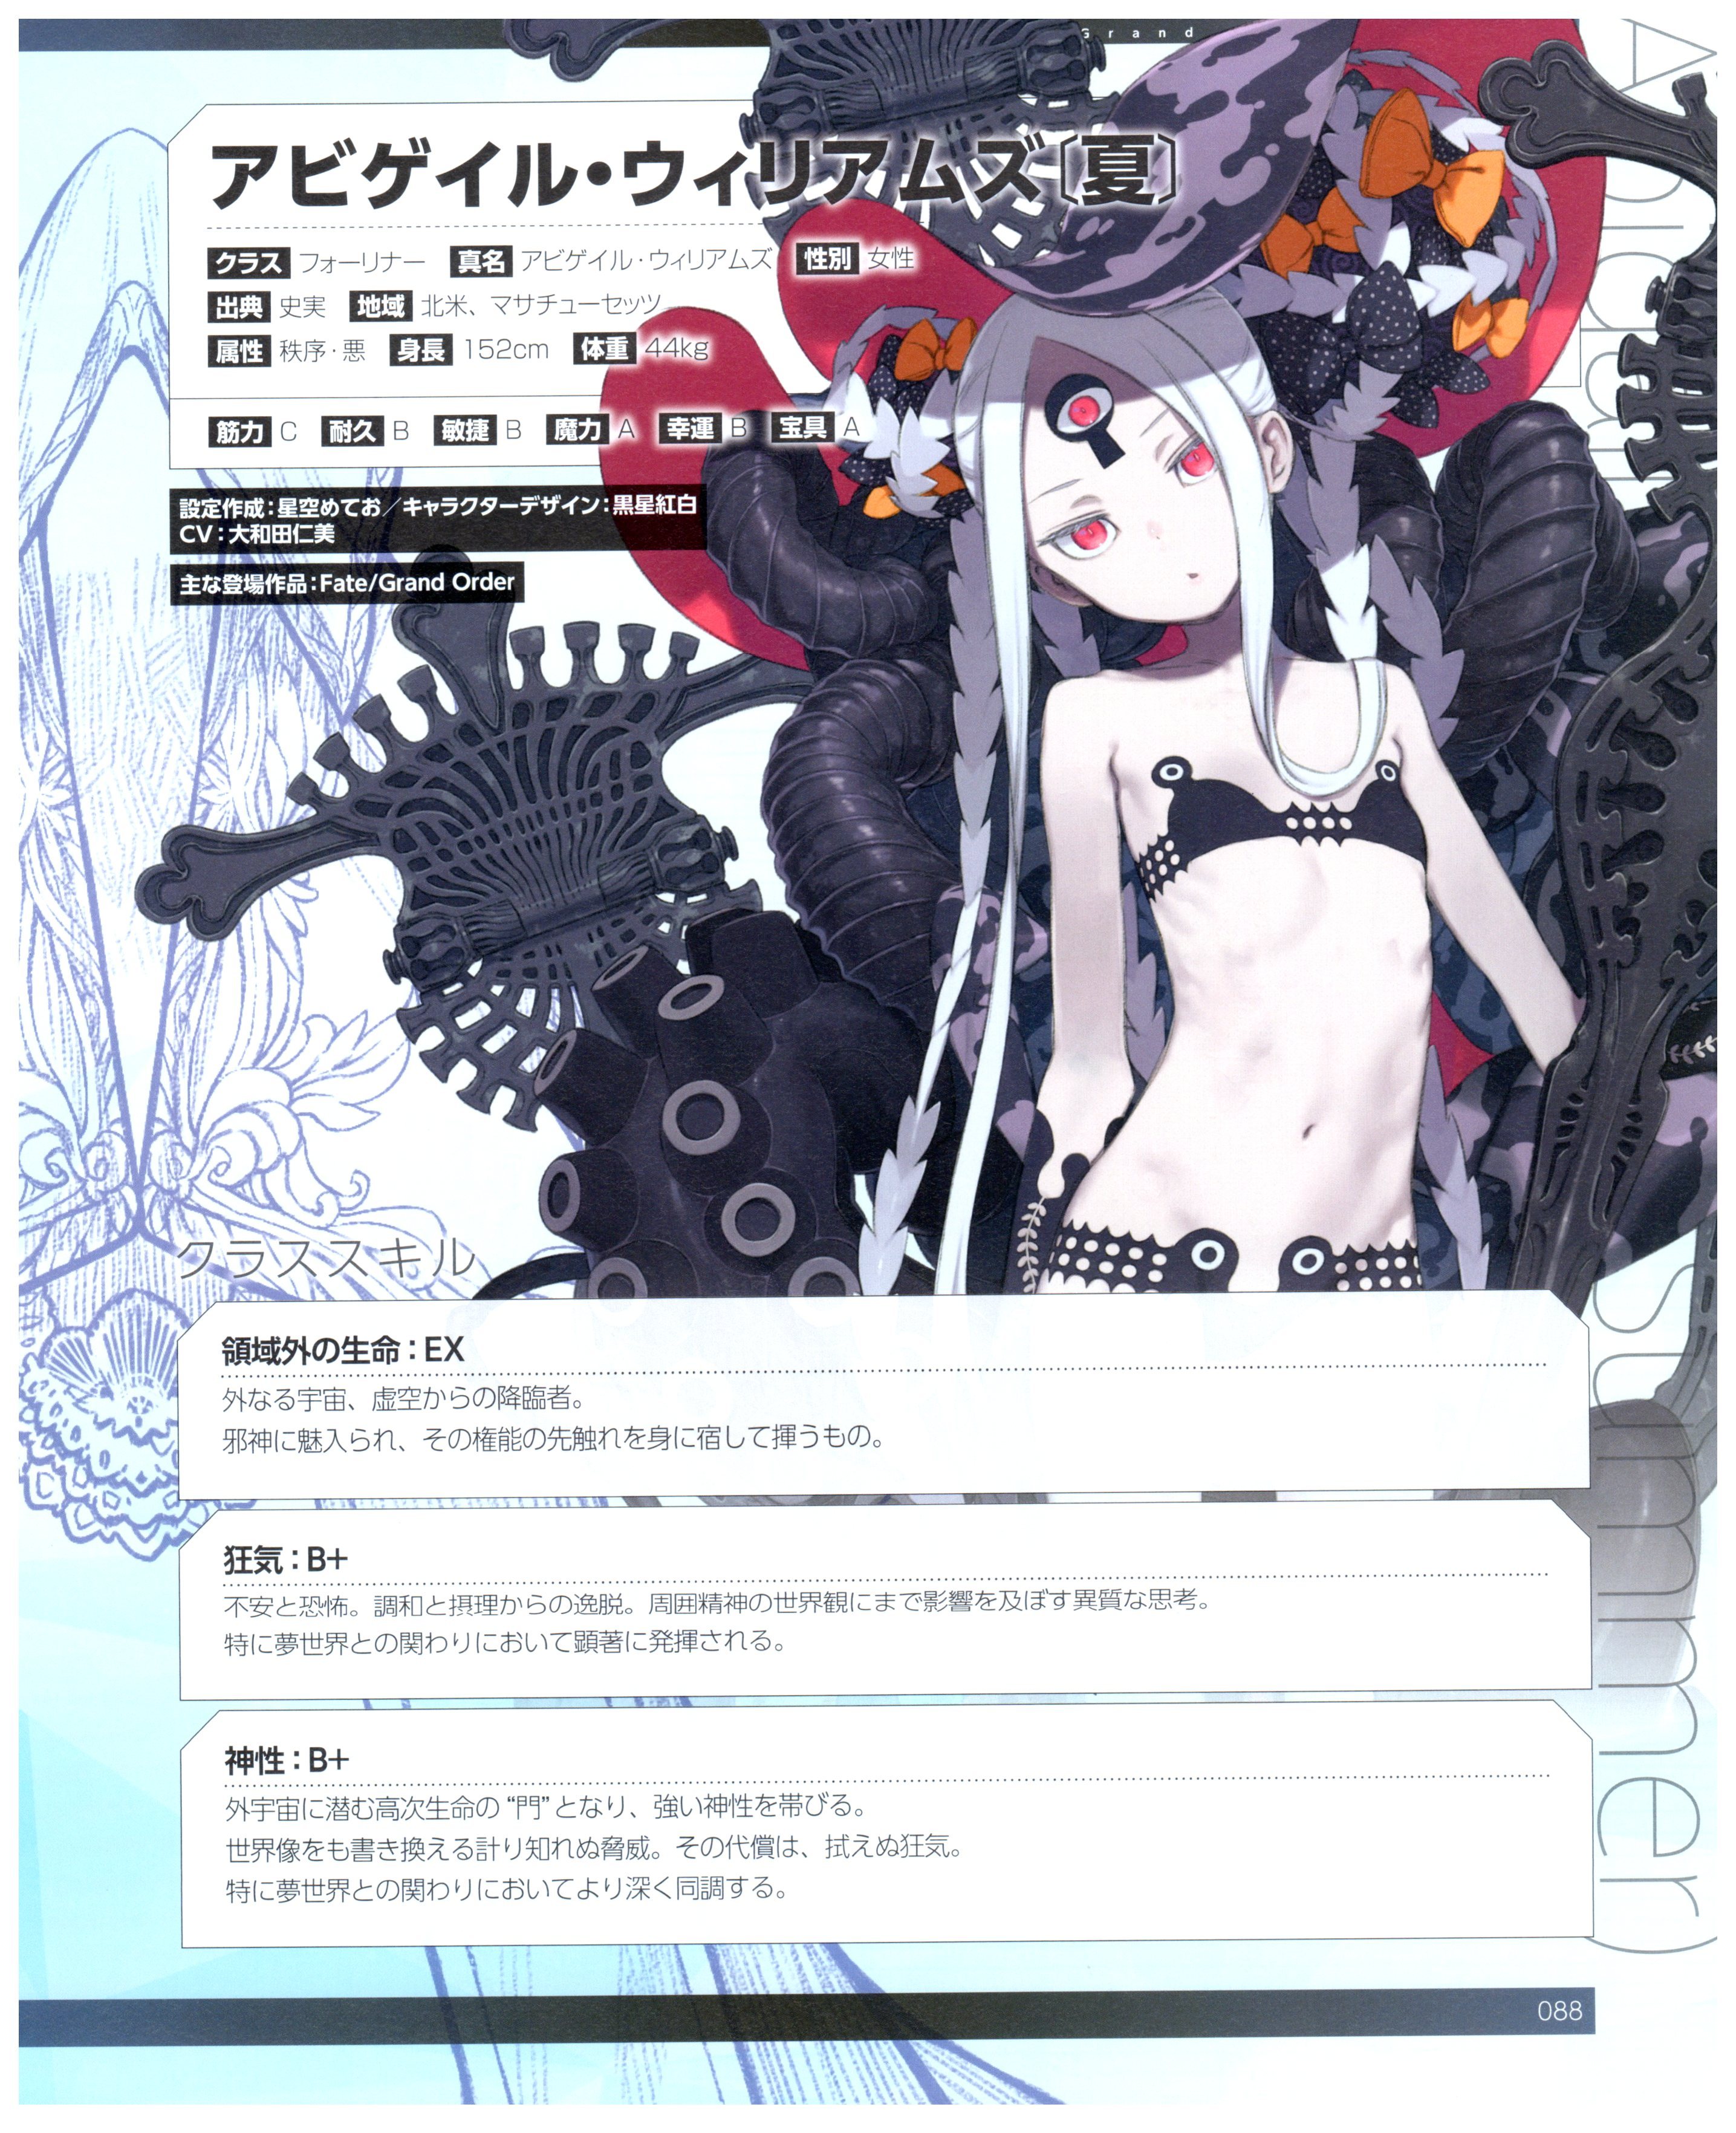 Grand
アビゲイル・ウィリアムズ〔夏〕
クラス フォーリナー 真名 アビゲイル・ウィリアムズ 性別 女性
出典 史実 地域 北米、マサチューセッツ
属性 秩序・悪 身長 152cm 体重 44kg
筋力 C 耐久 B 敏捷 B 魔力 A 幸運 B 宝具 A
設定作成：星空めてお／キャラクターデザイン：黒星紅白
CV：大和田仁美
主な登場作品：Fate/Grand Order
クラススキル
領域外の生命：EX
外なる宇宙、虚空からの降臨者。
邪神に魅入られ、その権能の先触れを身に宿して揮うもの。
狂気：B+
不安と恐怖。調和と摂理からの逸脱。周囲精神の世界観にまで影響を及ぼす異質な思考。
特に夢世界との関わりにおいて顕著に発揮される。
神性：B+
外宇宙に潜む高次生命の“門”となり、強い神性を帯びる。
世界像をも書き換える計り知れぬ脅威。その代償は、拭えぬ狂気。
特に夢世界との関わりにおいてより深く同調する。
Summer)
088